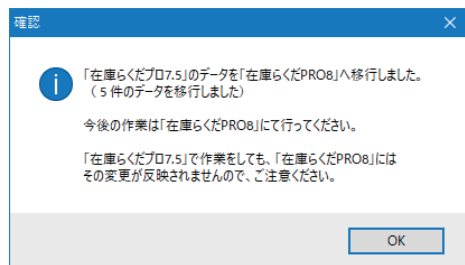 確認
「在庫らくだプロ7.5」のデータを「在庫らくだPRO8」へ移行しました。
（5件のデータを移行しました）
今後の作業は「在庫らくだPRO8」にて行ってください。
「在庫らくだプロ7.5」で作業をしても、「在庫らくだPRO8」には
その変更が反映されませんので、ご注意ください。
OK